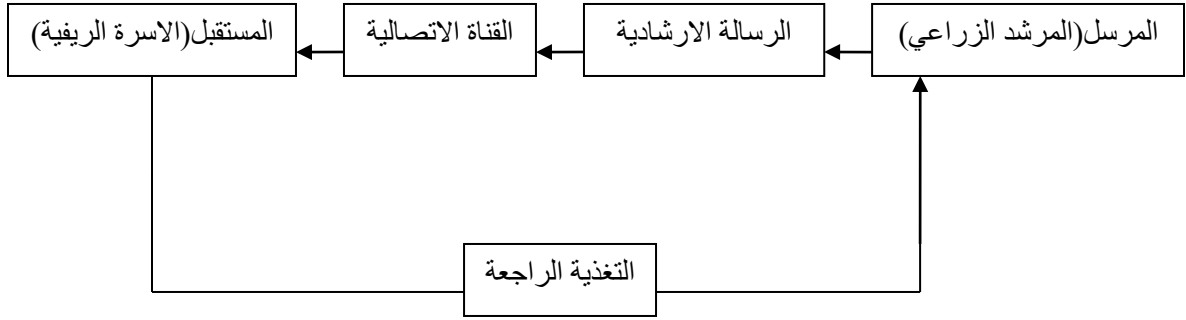 المرسل(المرشد الزراعي)
الرسالة الارشادية
القناة الاتصالية
المستقبل(الاسرة الريفية)
التغذية الراجعة